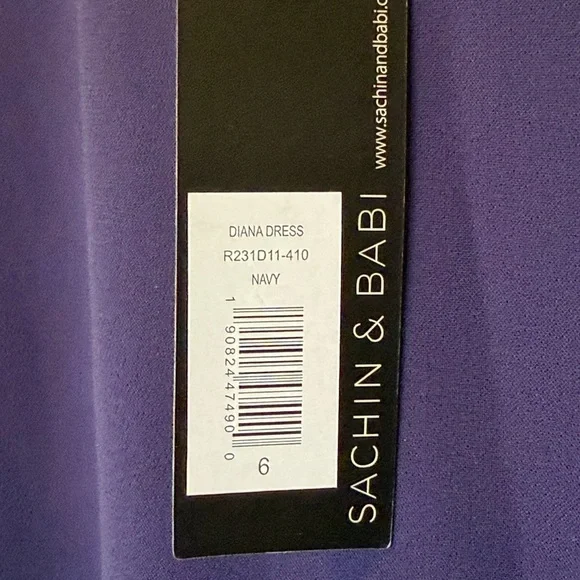 DIANA DRESS
R231D11-410
NAVY
1 90824 47490 0
6
SACHIN & BABI
www.sachinandbabi.